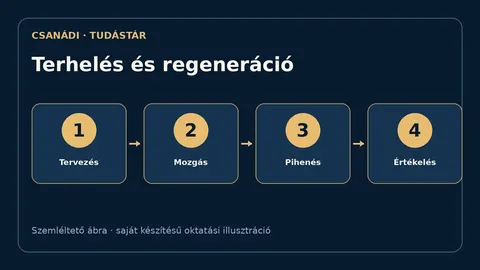 CSANÁDI · TUDÁSTÁR
Terhelés és regeneráció
1
2
3
4
Tervezés
Mozgás
Pihenés
Értékelés
Szemléltető ábra · saját készítésű oktatási illusztráció